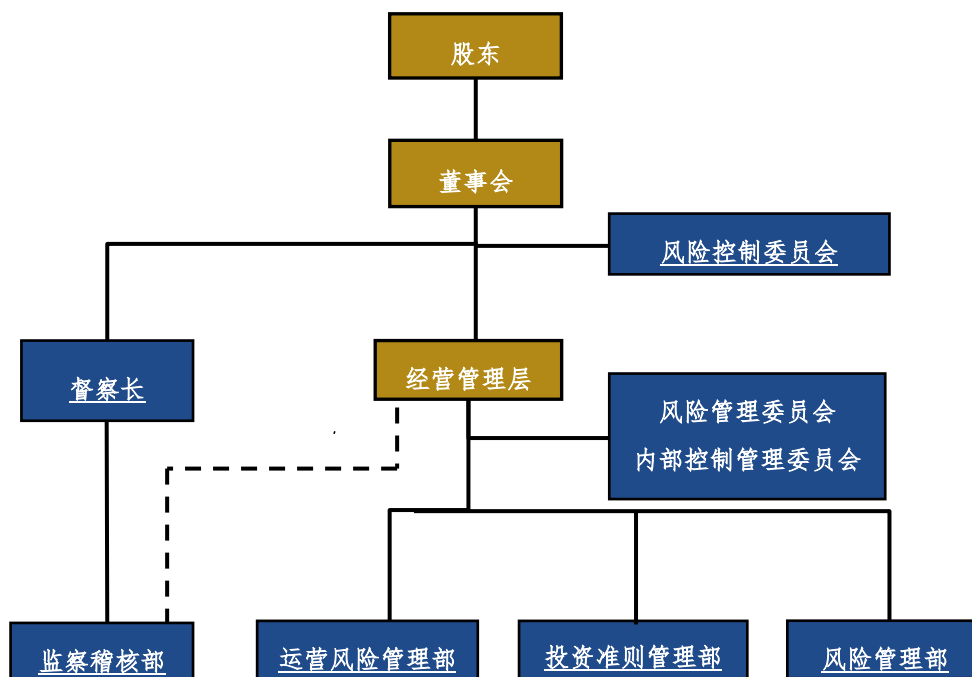 股东
董事会
风险控制委员会
督察长
经营管理层
风险管理委员会
内部控制管理委员会
监察稽核部
运营风险管理部
投资准则管理部
风险管理部